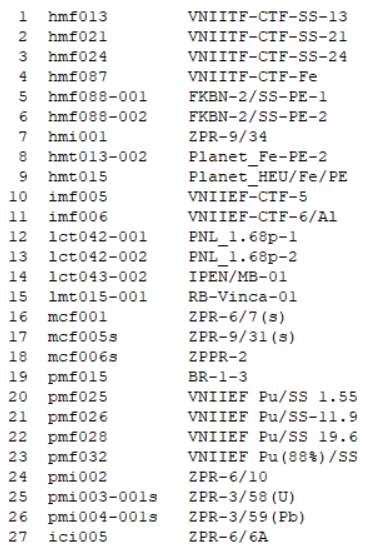 1 hmf013 VNIITF-CTF-SS-13
2 hmf021 VNIITF-CTF-SS-21
3 hmf024 VNIITF-CTF-SS-24
4 hmf087 VNIITF-CTF-Fe
5 hmf088-001 FKBN-2/SS-PE-1
6 hmf088-002 FKBN-2/SS-PE-2
7 hmi001 ZPR-9/34
8 hmt013-002 Planet_Fe-PE-2
9 hmt015 Planet_HEU/Fe/PE
10 imf005 VNIIEF-CTF-5
11 imf006 VNIIEF-CTF-6/Al
12 lct042-001 PNL_1.68p-1
13 lct042-002 PNL_1.68p-2
14 lct043-002 IPEN/MB-01
15 lmt015-001 RB-Vinca-01
16 mcf001 ZPR-6/7(s)
17 mcf005s ZPR-9/31(s)
18 mcf006s ZPPR-2
19 pmf015 BR-1-3
20 pmf025 VNIIEF Pu/SS 1.55
21 pmf026 VNIIEF Pu/SS-11.9
22 pmf028 VNIIEF Pu/SS 19.6
23 pmf032 VNIIEF Pu(88%)/SS
24 pmi002 ZPR-6/10
25 pmi003-001s ZPR-3/58(U)
26 pmi004-001s ZPR-3/59(Pb)
27 ici005 ZPR-6/6A